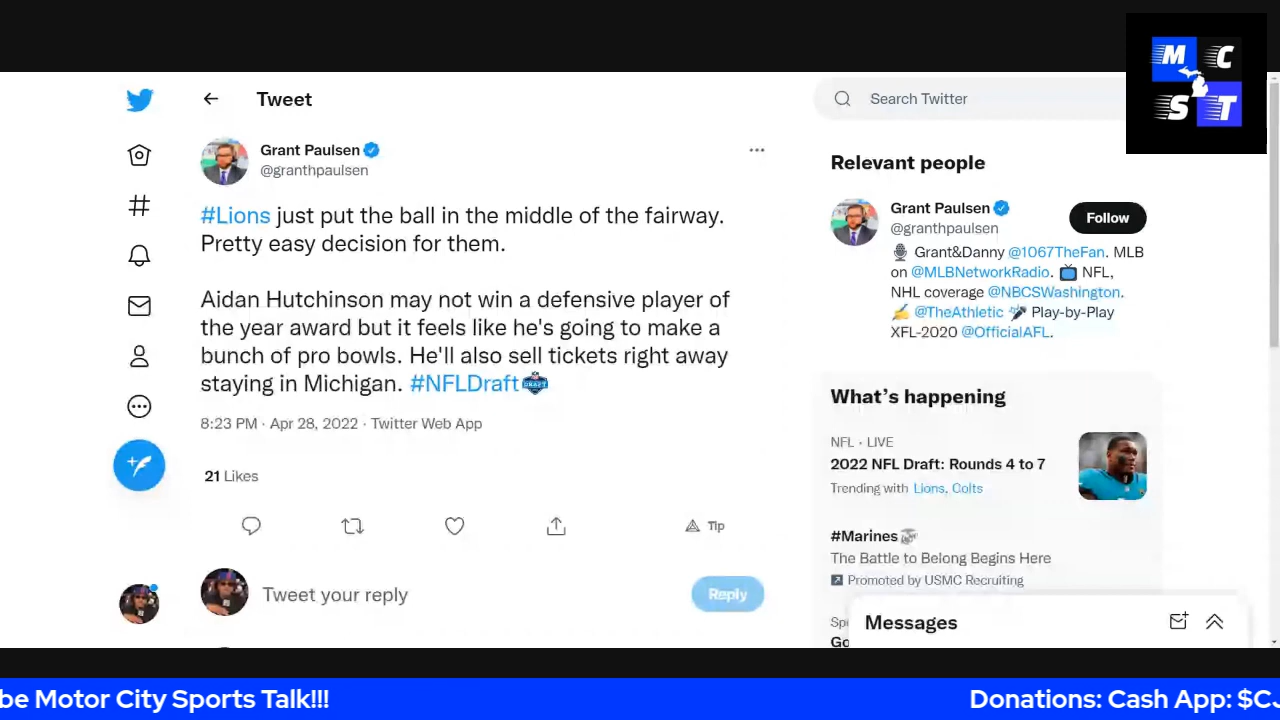 M C
S T
Tweet
Search Twitter
Grant Paulsen
@granthpaulsen
#Lions just put the ball in the middle of the fairway.
Pretty easy decision for them.
Aidan Hutchinson may not win a defensive player of
the year award but it feels like he's going to make a
bunch of pro bowls. He'll also sell tickets right away
staying in Michigan. #NFLDraft
8:23 PM · Apr 28, 2022 · Twitter Web App
21 Likes
Tip
Tweet your reply
Reply
Relevant people
Grant Paulsen
@granthpaulsen
Follow
Grant&Danny @1067TheFan. MLB
on @MLBNetworkRadio. NFL,
NHL coverage @NBCSWashington.
@TheAthletic Play-by-Play
XFL-2020 @OfficialAFL.
What's happening
NFL · LIVE
2022 NFL Draft: Rounds 4 to 7
Trending with Lions, Colts
#Marines
The Battle to Belong Begins Here
Promoted by USMC Recruiting
Spo
Go
Messages
be Motor City Sports Talk!!!
Donations: Cash App: $CJ